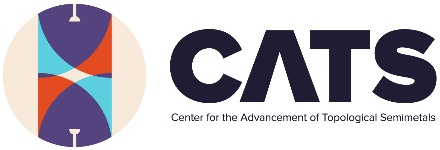 CATS
Center for the Advancement of Topological Semimetals